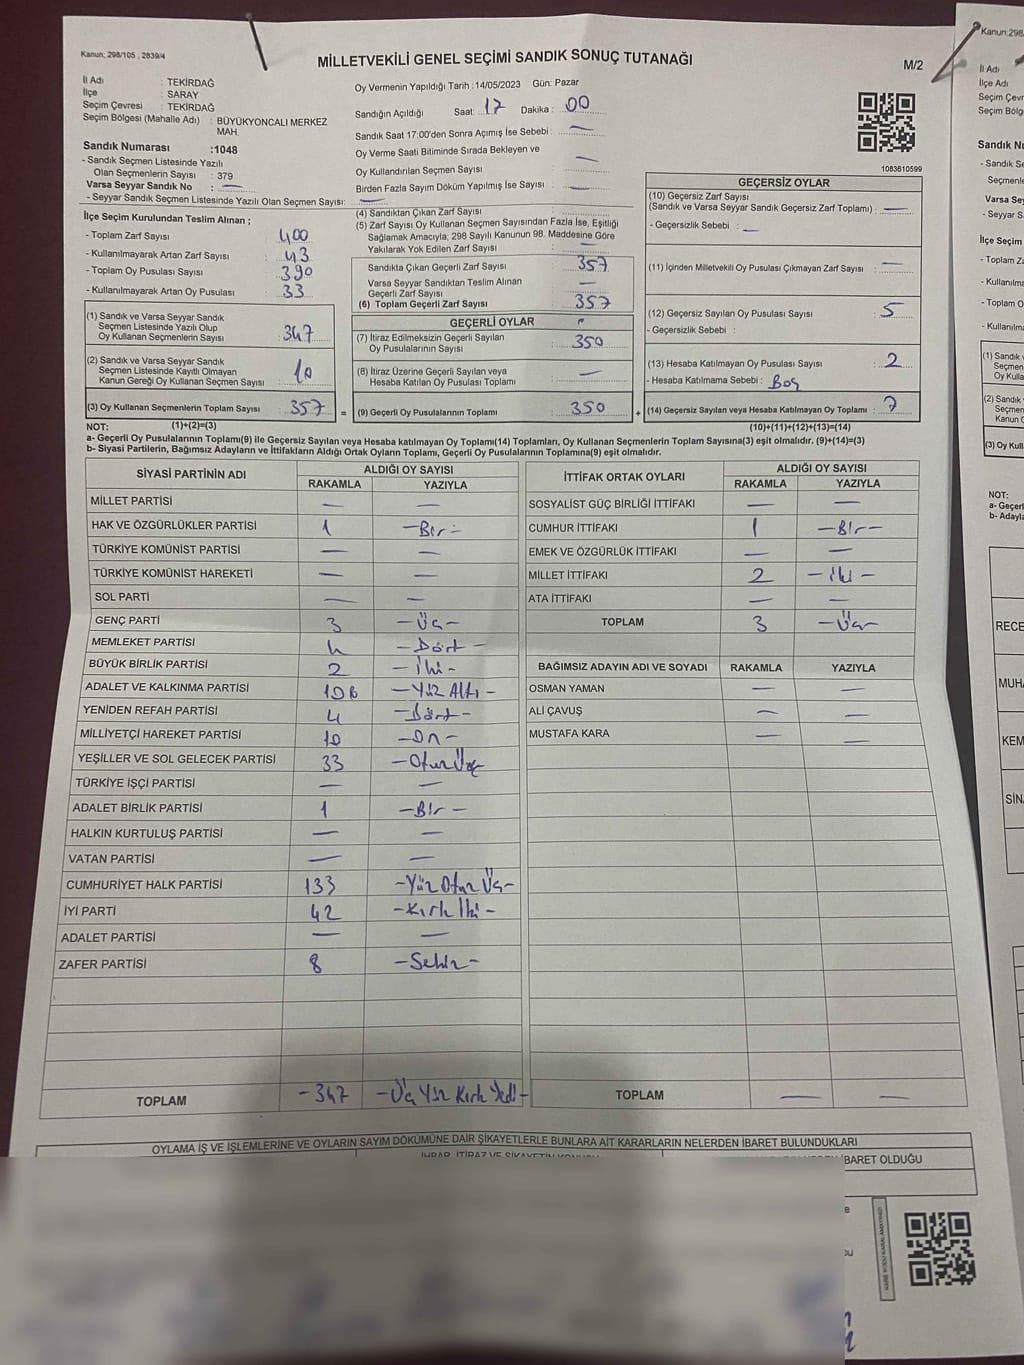 Kanun; 298/105 , 2839/4
MİLLETVEKİLİ GENEL SEÇİMİ SANDIK SONUÇ TUTANAĞI
M/2
İl Adı : TEKİRDAĞ
İlçe : SARAY
Seçim Çevresi : TEKİRDAĞ
Seçim Bölgesi (Mahalle Adı) : BÜYÜKYONCALI MERKEZ
MAH.
Sandık Numarası :1048
- Sandık Seçmen Listesinde Yazılı
Olan Seçmenlerin Sayısı : 379
Varsa Seyyar Sandık No : —
- Seyyar Sandık Seçmen Listesinde Yazılı Olan Seçmen Sayısı: —
Oy Vermenin Yapıldığı Tarih :14/05/2023 Gün: Pazar
Sandığın Açıldığı Saat: 17 Dakika : 00
Sandık Saat 17:00'den Sonra Açımış İse Sebebi : —
Oy Verme Saati Bitiminde Sırada Bekleyen ve
Oy Kullandırılan Seçmen Sayısı —
Birden Fazla Sayım Döküm Yapılmış İse Sayısı : —
1083610599
İlçe Seçim Kurulundan Teslim Alınan ;
- Toplam Zarf Sayısı : 400
- Kullanılmayarak Artan Zarf Sayısı : 43
- Toplam Oy Pusulası Sayısı : 390
- Kullanılmayarak Artan Oy Pusulası : 33
(1) Sandık ve Varsa Seyyar Sandık
Seçmen Listesinde Yazılı Olup
Oy Kullanan Seçmenlerin Sayısı : 347
(2) Sandık ve Varsa Seyyar Sandık
Seçmen Listesinde Kayıtlı Olmayan
Kanun Gereği Oy Kullanan Seçmen Sayısı : 10
(3) Oy Kullanan Seçmenlerin Toplam Sayısı : 357 =
(4) Sandıktan Çıkan Zarf Sayısı
(5) Zarf Sayısı Oy Kullanan Seçmen Sayısından Fazla İse, Eşitliği
Sağlamak Amacıyla; 298 Sayılı Kanunun 98. Maddesine Göre
Yakılarak Yok Edilen Zarf Sayısı : —
Sandıkta Çıkan Geçerli Zarf Sayısı : 357
Varsa Seyyar Sandıktan Teslim Alınan
Geçerli Zarf Sayısı : —
(6) Toplam Geçerli Zarf Sayısı : 357
GEÇERLİ OYLAR
(7) İtiraz Edilmeksizin Geçerli Sayılan
Oy Pusulalarının Sayısı : 350
(8) İtiraz Üzerine Geçerli Sayılan veya
Hesaba Katılan Oy Pusulası Toplamı : —
(9) Geçerli Oy Pusulalarının Toplamı : 350 +
GEÇERSİZ OYLAR
(10) Geçersiz Zarf Sayısı
(Sandık ve Varsa Seyyar Sandık Geçersiz Zarf Toplamı) : —
- Geçersizlik Sebebi : —
(11) İçinden Milletvekili Oy Pusulası Çıkmayan Zarf Sayısı : —
(12) Geçersiz Sayılan Oy Pusulası Sayısı : 5
- Geçersizlik Sebebi :
(13) Hesaba Katılmayan Oy Pusulası Sayısı : 2
- Hesaba Katılmama Sebebi : Boş
(14) Geçersiz Sayılan veya Hesaba Katılmayan Oy Toplamı : 7
NOT: (1)+(2)=(3) (10)+(11)+(12)+(13)=(14)
a- Geçerli Oy Pusulalarının Toplamı(9) ile Geçersiz Sayılan veya Hesaba katılmayan Oy Toplamı(14) Toplamları, Oy Kullanan Seçmenlerin Toplam Sayısına(3) eşit olmalıdır. (9)+(14)=(3)
b- Siyasi Partilerin, Bağımsız Adayların ve İttifakların Aldığı Ortak Oyların Toplamı, Geçerli Oy Pusulalarının Toplamına(9) eşit olmalıdır.
SİYASİ PARTİNİN ADI ALDIĞI OY SAYISI
RAKAMLA YAZIYLA
MİLLET PARTİSİ — —
HAK VE ÖZGÜRLÜKLER PARTİSİ 1 -Bir-
TÜRKİYE KOMÜNİST PARTİSİ — —
TÜRKİYE KOMÜNİST HAREKETİ — —
SOL PARTİ — —
GENÇ PARTİ 3 -Üç-
MEMLEKET PARTİSİ 4 -Dört-
BÜYÜK BİRLİK PARTİSİ 2 -İki-
ADALET VE KALKINMA PARTİSİ 106 -Yüz Altı-
YENİDEN REFAH PARTİSİ 4 -Dört-
MİLLİYETÇİ HAREKET PARTİSİ 10 -On-
YEŞİLLER VE SOL GELECEK PARTİSİ 33 -Otuz Üç
TÜRKİYE İŞÇİ PARTİSİ — —
ADALET BİRLİK PARTİSİ 1 -Bir-
HALKIN KURTULUŞ PARTİSİ — —
VATAN PARTİSİ — —
CUMHURİYET HALK PARTİSİ 133 -Yüz Otuz Üç-
İYİ PARTİ 42 -Kırk İki-
ADALET PARTİSİ — —
ZAFER PARTİSİ 8 -Sekiz-
TOPLAM -347 -Üç Yüz Kırk Yedi-
İTTİFAK ORTAK OYLARI ALDIĞI OY SAYISI
RAKAMLA YAZIYLA
SOSYALİST GÜÇ BİRLİĞİ İTTİFAKI — —
CUMHUR İTTİFAKI 1 -Bir-
EMEK VE ÖZGÜRLÜK İTTİFAKI — —
MİLLET İTTİFAKI 2 -iki-
ATA İTTİFAKI — —
TOPLAM 3 -Üç-
BAĞIMSIZ ADAYIN ADI VE SOYADI RAKAMLA YAZIYLA
OSMAN YAMAN — —
ALİ ÇAVUŞ — —
MUSTAFA KARA — —
TOPLAM — —
OYLAMA İŞ VE İŞLEMLERİNE VE OYLARIN SAYIM DÖKÜMÜNE DAİR ŞİKAYETLERLE BUNLARA AİT KARARLARIN NELERDEN İBARET BULUNDUKLARI
İBARET OLDUĞU
Kanun;298
İl Adı
İlçe Adı
Seçim Çevr
Seçim Bölg
Sandık Nu
- Sandık Se
Seçmenle
Varsa Sey
- Seyyar S
İlçe Seçim
- Toplam Za
- Kullanılma
- Toplam O
- Kullanılm
(1) Sandık v
Seçmen
Oy Kulla
(2) Sandık
Seçmen
Kanun G
(3) Oy Kull
NOT:
a- Geçerl
b- Adayla
RECE
MUH
KEM
SİN